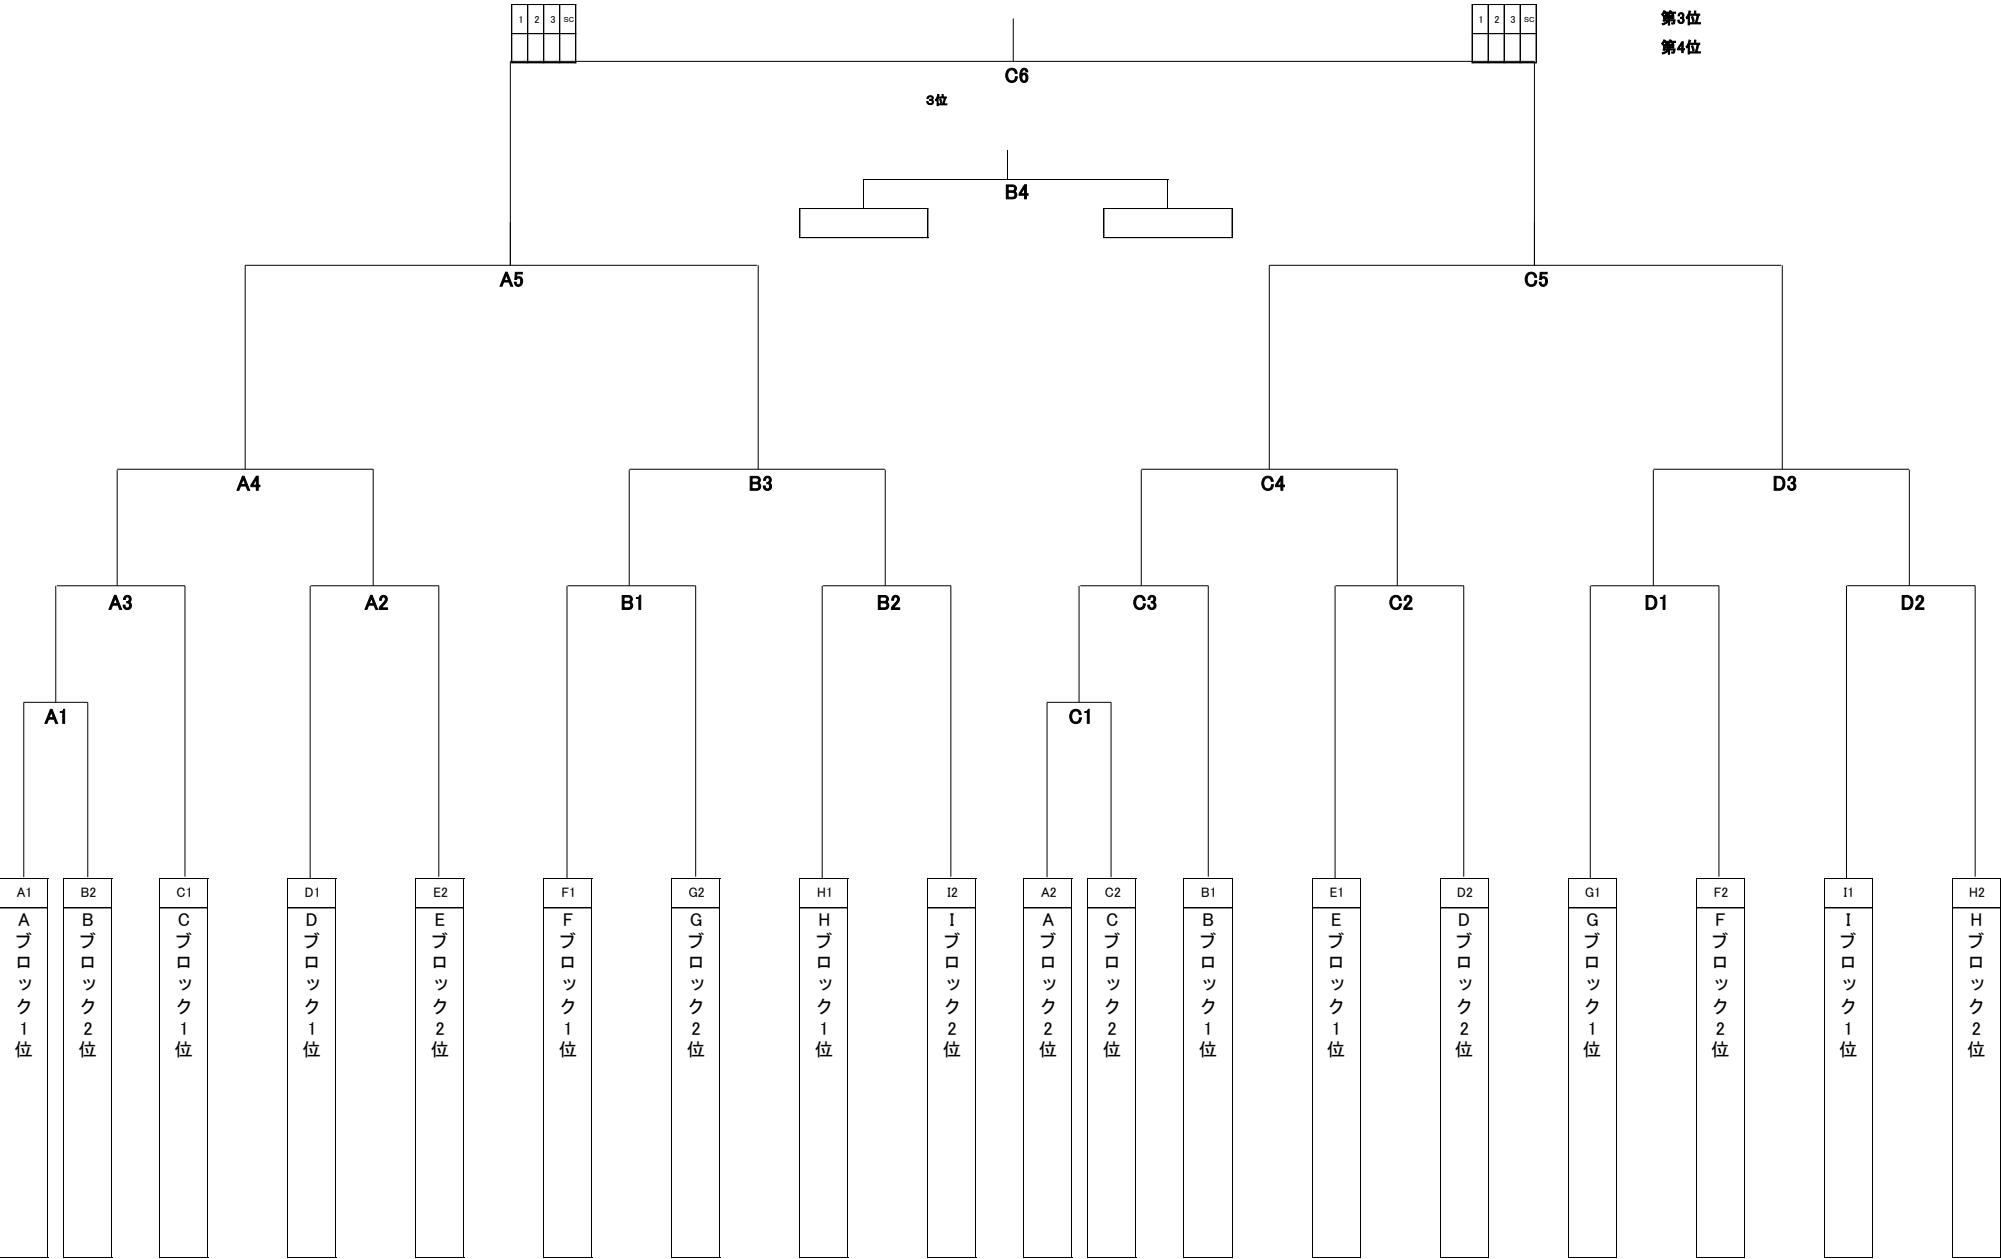 1 2 3 SC
1 2 3 SC
第3位
第4位
C6
3位
B4
A5
C5
A4
B3
C4
D3
A3
A2
B1
B2
C3
C2
D1
D2
A1
C1
A1
B2
C1
D1
E2
F1
G2
H1
I2
A2
C2
B1
E1
D2
G1
F2
I1
H2
Aブロック1位
Bブロック2位
Cブロック1位
Dブロック1位
Eブロック2位
Fブロック1位
Gブロック2位
Hブロック1位
Iブロック2位
Aブロック2位
Cブロック2位
Bブロック1位
Eブロック1位
Dブロック2位
Gブロック1位
Fブロック2位
Iブロック1位
Hブロック2位